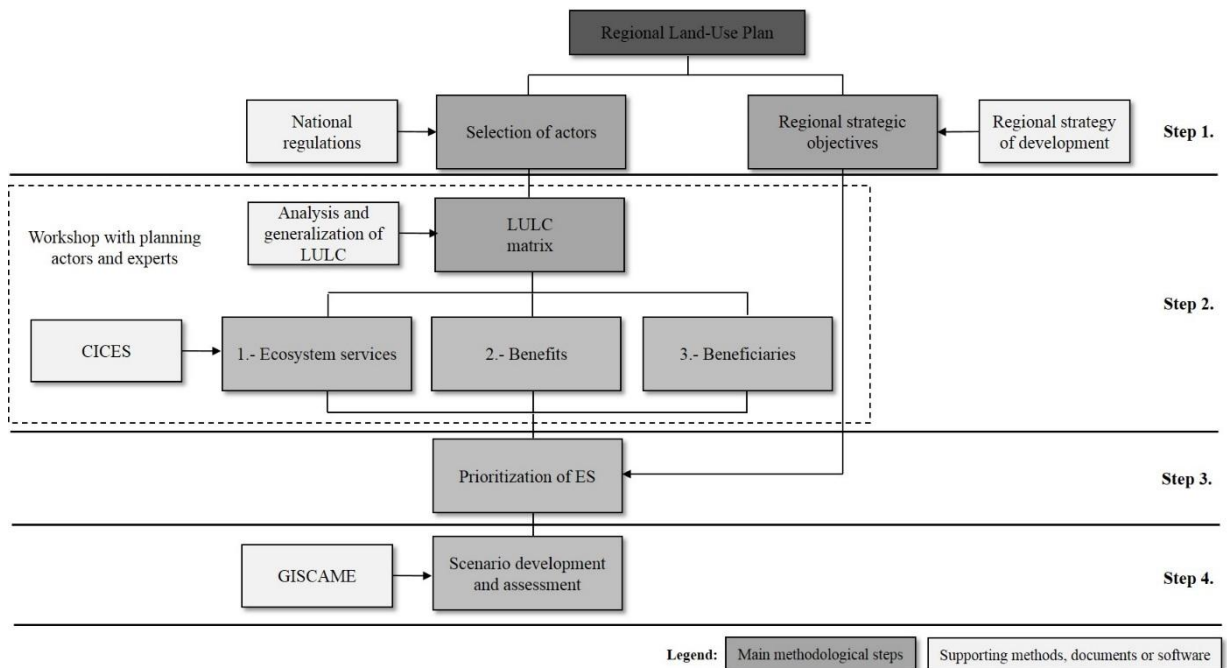 Regional Land-Use Plan
National
regulations
Selection of actors
Regional strategic
objectives
Regional strategy
of development
Step 1.
Workshop with planning
actors and experts
Analysis and
generalization of
LULC
LULC
matrix
Step 2.
CICES
1.- Ecosystem services
2.- Benefits
3.- Beneficiaries
Prioritization of ES
Step 3.
GISCAME
Scenario development
and assessment
Step 4.
Legend:
Main methodological steps
Supporting methods, documents or software